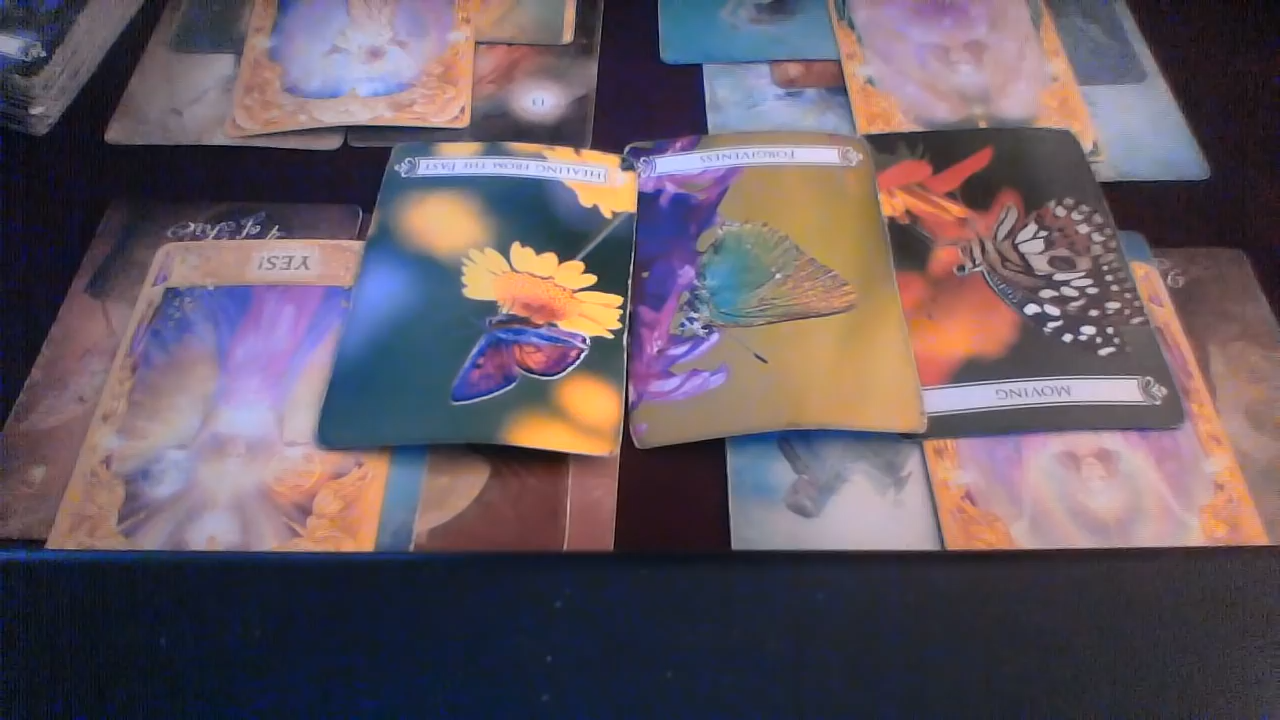 HEALING FROM THE PAST
FORGIVENESS
YES!
MOVING